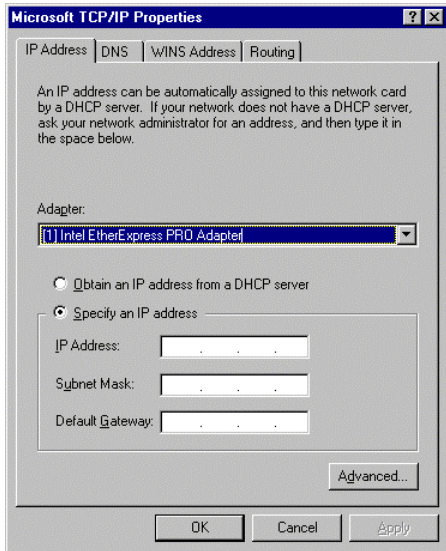 Microsoft TCP/IP Properties
IP Address DNS WINS Address Routing
An IP address can be automatically assigned to this network card
by a DHCP server. If your network does not have a DHCP server,
ask your network administrator for an address, and then type it in
the space below.
Adapter:
[1] Intel EtherExpress PRO Adapter
Obtain an IP address from a DHCP server
Specify an IP address
IP Address: . . .
Subnet Mask: . . .
Default Gateway: . . .
Advanced...
OK Cancel Apply